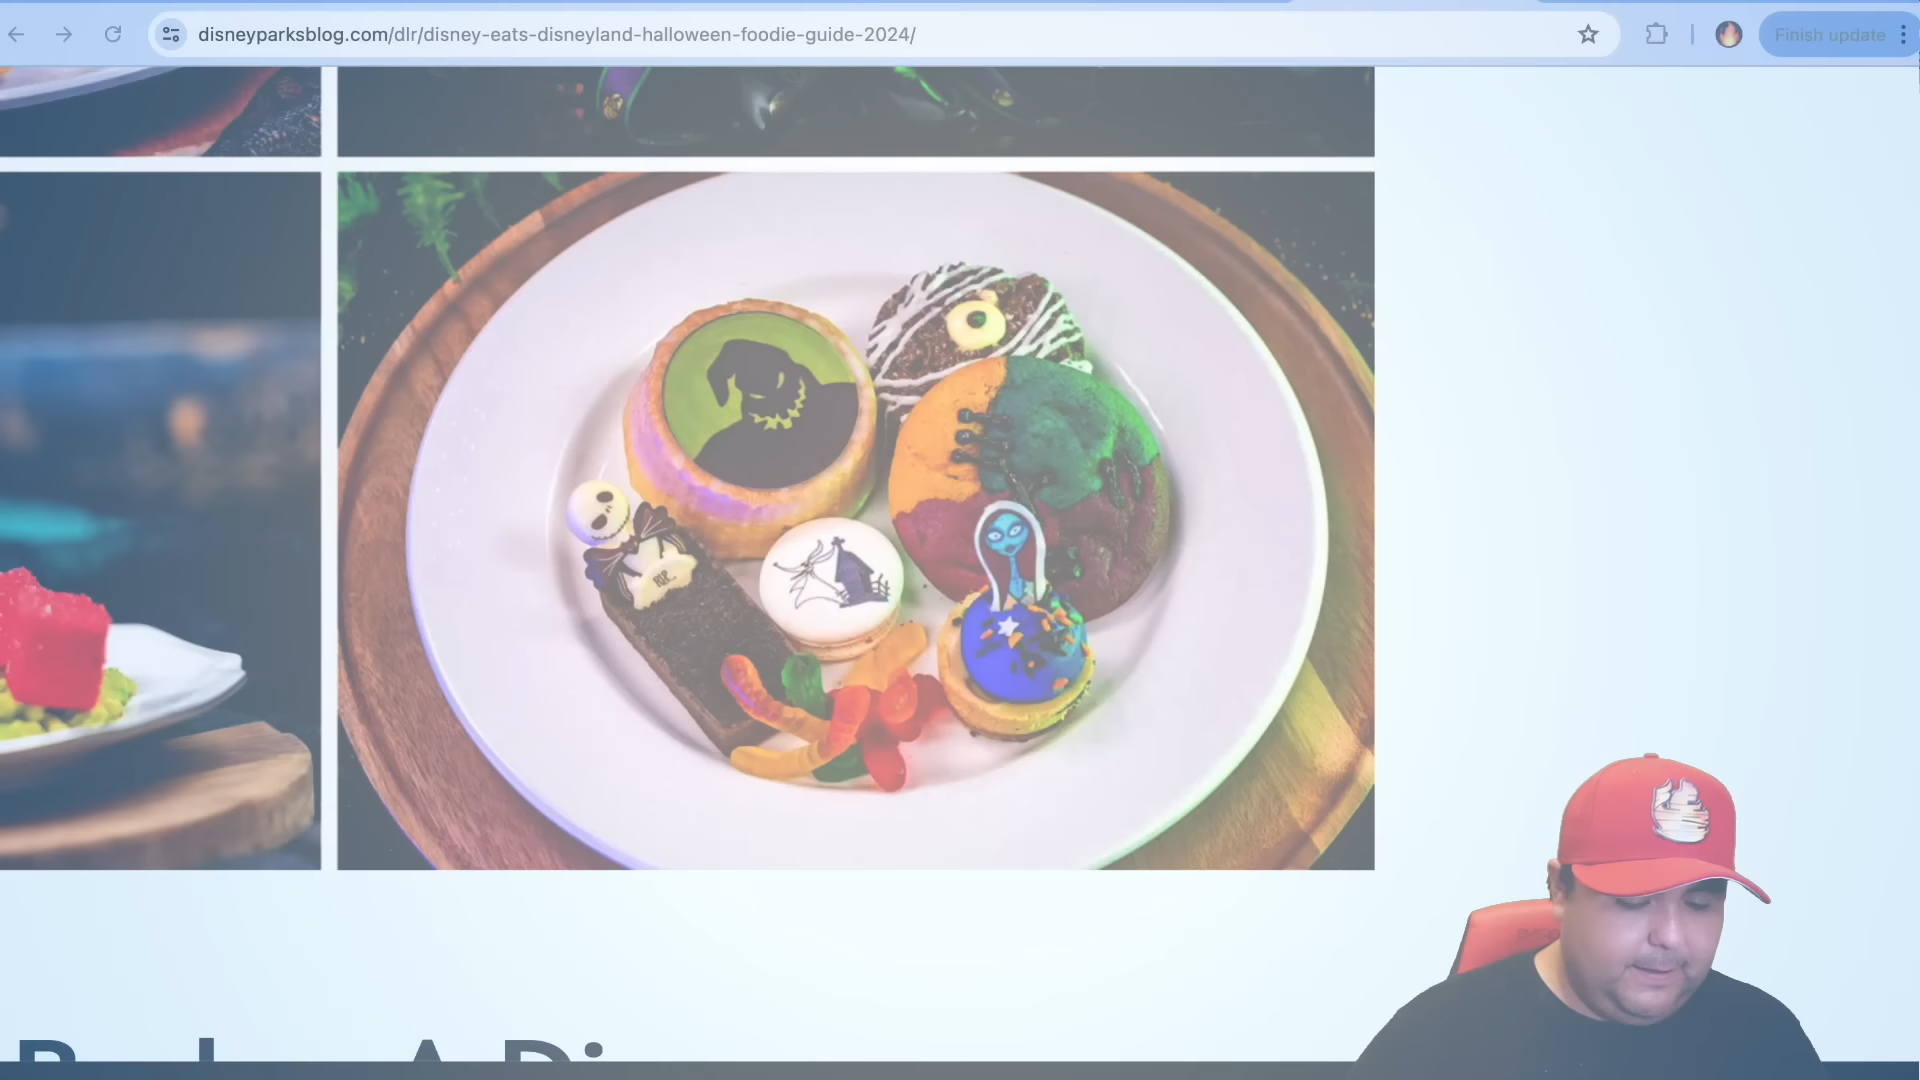 disneyparksblog.com/dlr/disney-eats-disneyland-halloween-foodie-guide-2024/
Finish update
R.I.P.